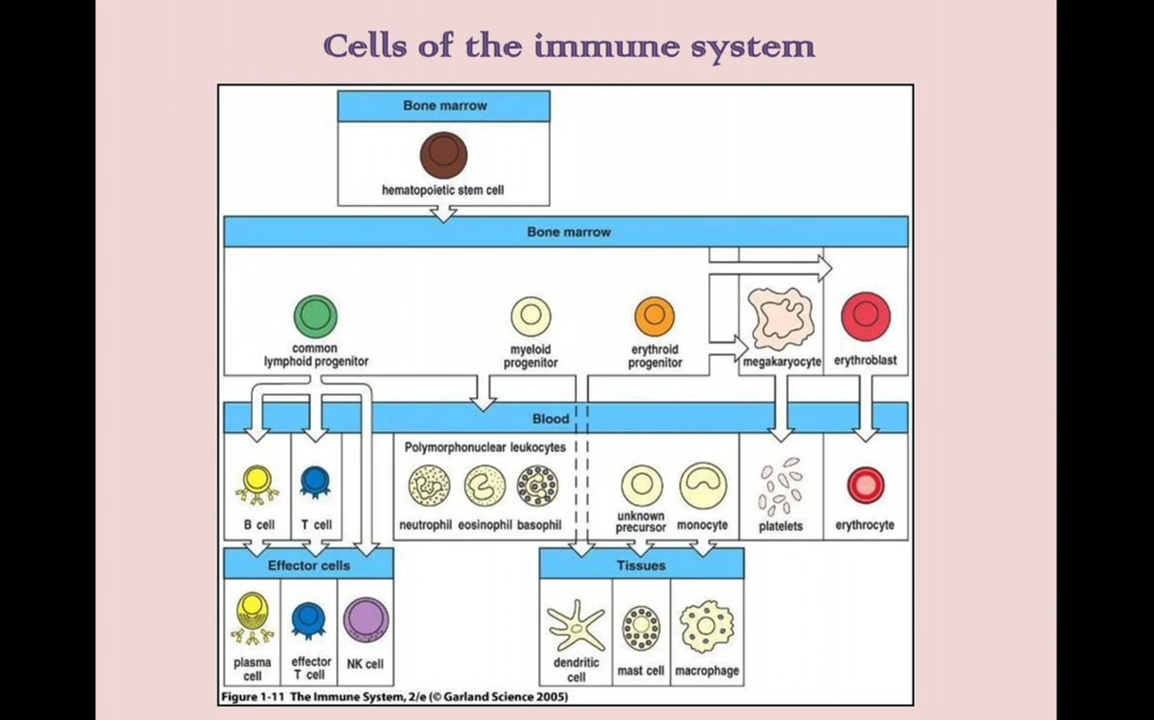 Cells of the immune system
Bone marrow
hematopoietic stem cell
Bone marrow
common
lymphoid progenitor
myeloid
progenitor
erythroid
progenitor
megakaryocyte
erythroblast
Blood
B cell
T cell
Polymorphonuclear leukocytes
neutrophil
eosinophil
basophil
unknown
precursor
monocyte
platelets
erythrocyte
Effector cells
plasma
cell
effector
T cell
NK cell
Tissues
dendritic
cell
mast cell
macrophage
Figure 1-11 The Immune System, 2/e (© Garland Science 2005)